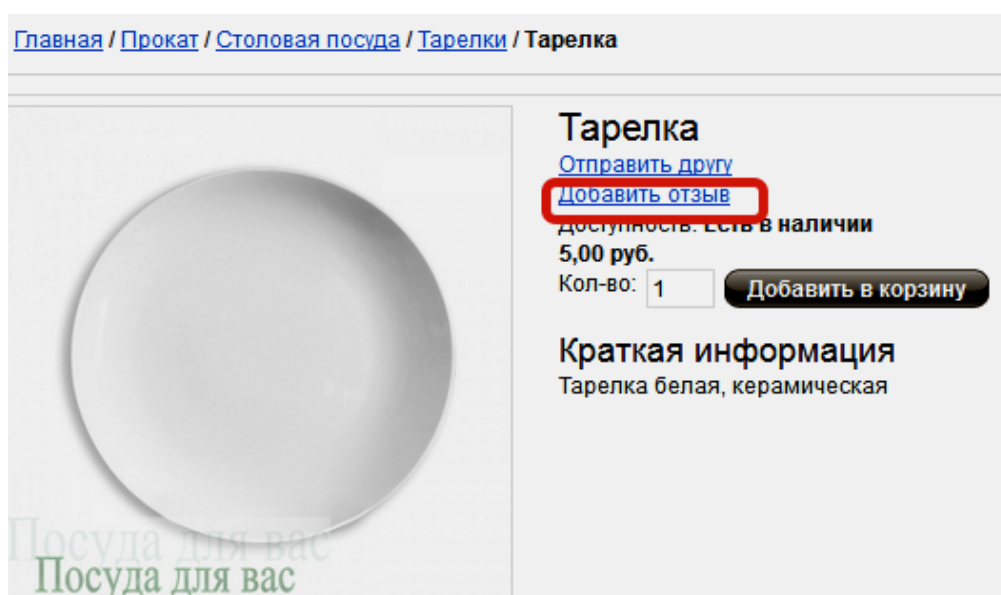 Главная / Прокат / Столовая посуда / Тарелки / Тарелка
Тарелка
Отправить другу
Добавить отзыв
Доступность: Есть в наличии
5,00 руб.
Кол-во: 1 Добавить в корзину
Краткая информация
Тарелка белая, керамическая
Посуда для вас
Посуда для вас